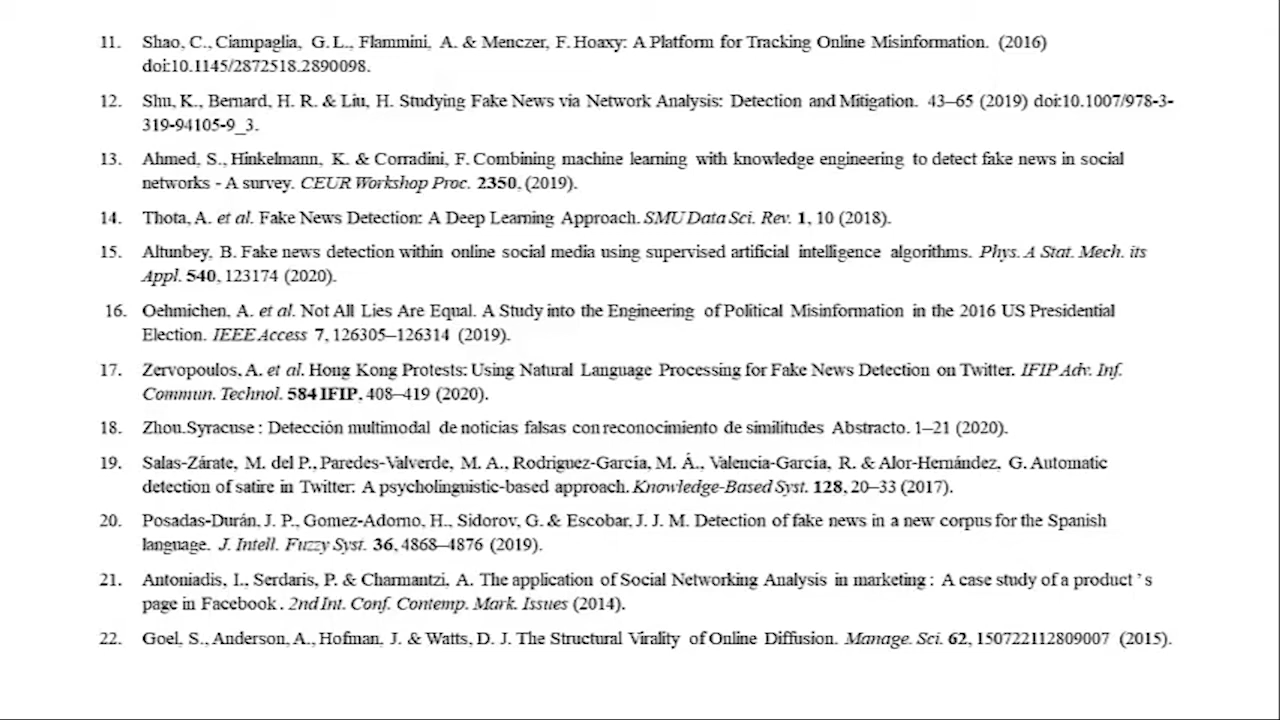 11. Shao, C., Ciampaglia, G. L., Flammini, A. & Menczer, F. Hoaxy: A Platform for Tracking Online Misinformation. (2016)
doi:10.1145/2872518.2890098.
12. Shu, K., Bernard, H. R. & Liu, H. Studying Fake News via Network Analysis: Detection and Mitigation. 43–65 (2019) doi:10.1007/978-3-
319-94105-9_3.
13. Ahmed, S., Hinkelmann, K. & Corradini, F. Combining machine learning with knowledge engineering to detect fake news in social
networks - A survey. CEUR Workshop Proc. 2350, (2019).
14. Thota, A. et al. Fake News Detection: A Deep Learning Approach. SMU Data Sci. Rev. 1, 10 (2018).
15. Altunbey, B. Fake news detection within online social media using supervised artificial intelligence algorithms. Phys. A Stat. Mech. its
Appl. 540, 123174 (2020).
16. Oehmichen, A. et al. Not All Lies Are Equal. A Study into the Engineering of Political Misinformation in the 2016 US Presidential
Election. IEEE Access 7, 126305–126314 (2019).
17. Zervopoulos, A. et al. Hong Kong Protests: Using Natural Language Processing for Fake News Detection on Twitter. IFIP Adv. Inf.
Commun. Technol. 584 IFIP, 408–419 (2020).
18. Zhou.Syracuse : Detección multimodal de noticias falsas con reconocimiento de similitudes Abstracto. 1–21 (2020).
19. Salas-Zárate, M. del P., Paredes-Valverde, M. A., Rodriguez-García, M. Á., Valencia-García, R. & Alor-Hernández, G. Automatic
detection of satire in Twitter: A psycholinguistic-based approach. Knowledge-Based Syst. 128, 20–33 (2017).
20. Posadas-Durán, J. P., Gomez-Adorno, H., Sidorov, G. & Escobar, J. J. M. Detection of fake news in a new corpus for the Spanish
language. J. Intell. Fuzzy Syst. 36, 4868–4876 (2019).
21. Antoniadis, I., Serdaris, P. & Charmantzi, A. The application of Social Networking Analysis in marketing : A case study of a product ' s
page in Facebook . 2nd Int. Conf. Contemp. Mark. Issues (2014).
22. Goel, S., Anderson, A., Hofman, J. & Watts, D. J. The Structural Virality of Online Diffusion. Manage. Sci. 62, 150722112809007 (2015).